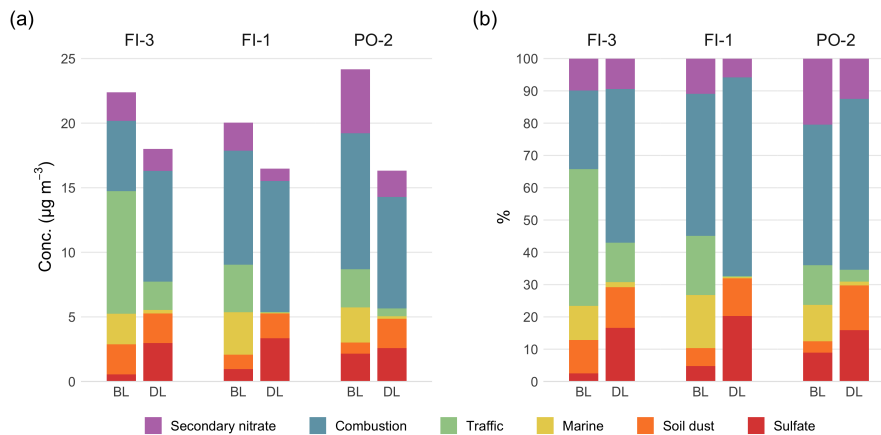 (a)
FI-3 FI-1 PO-2
Conc. (µg m⁻³)
25
20
15
10
5
0
BL DL BL DL BL DL
(b)
FI-3 FI-1 PO-2
%
100
90
80
70
60
50
40
30
20
10
0
BL DL BL DL BL DL
Secondary nitrate Combustion Traffic Marine Soil dust Sulfate